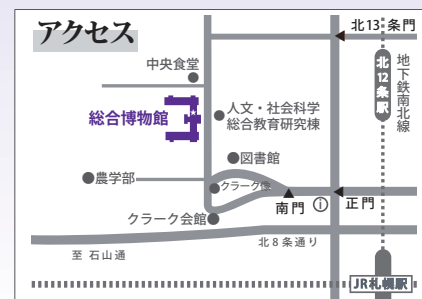 アクセス
北13条門
中央食堂
北12条駅
地下鉄南北線
総合博物館
人文・社会科学
総合教育研究棟
図書館
農学部
クラーク像
南門
ⓘ
正門
クラーク会館
北8条通り
至 石山通
JR札幌駅